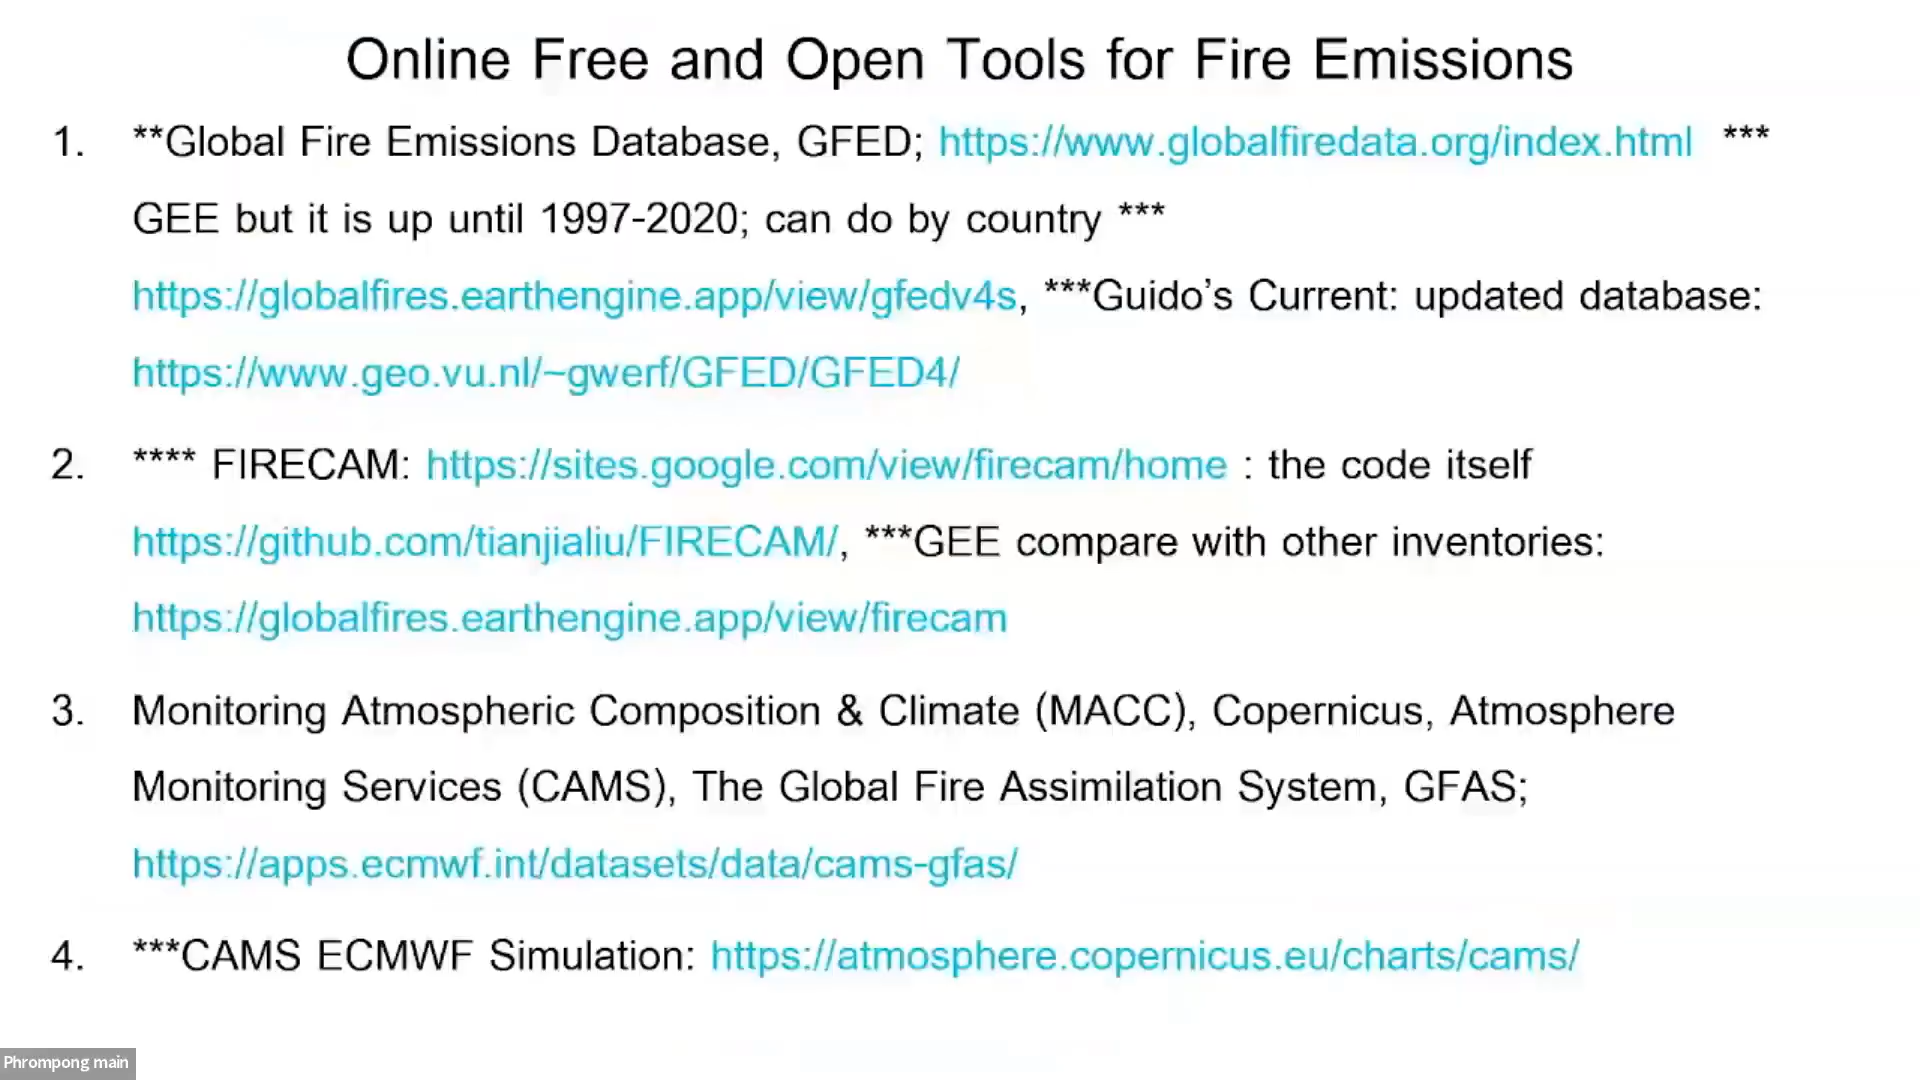 Online Free and Open Tools for Fire Emissions
1. **Global Fire Emissions Database, GFED; https://www.globalfiredata.org/index.html ***
GEE but it is up until 1997-2020; can do by country ***
https://globalfires.earthengine.app/view/gfedv4s, ***Guido’s Current: updated database:
https://www.geo.vu.nl/~gwerf/GFED/GFED4/
2. **** FIRECAM: https://sites.google.com/view/firecam/home : the code itself
https://github.com/tianjialiu/FIRECAM/, ***GEE compare with other inventories:
https://globalfires.earthengine.app/view/firecam
3. Monitoring Atmospheric Composition & Climate (MACC), Copernicus, Atmosphere
Monitoring Services (CAMS), The Global Fire Assimilation System, GFAS;
https://apps.ecmwf.int/datasets/data/cams-gfas/
4. ***CAMS ECMWF Simulation: https://atmosphere.copernicus.eu/charts/cams/
Phrompong main